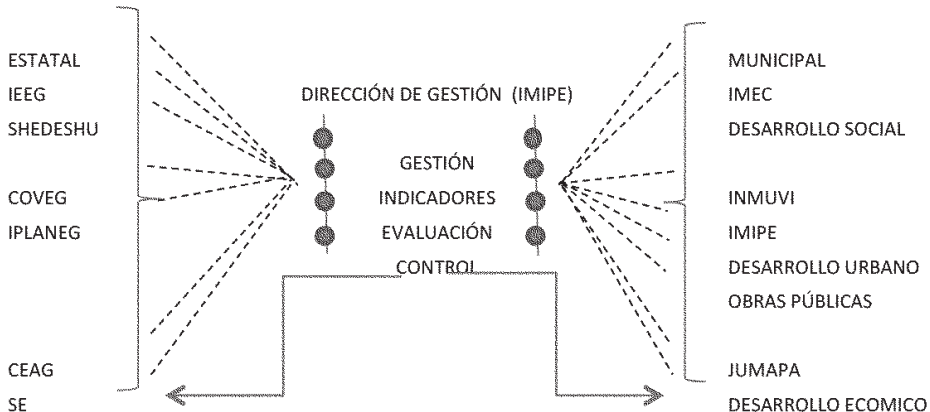 ESTATAL
IEEG
SHEDESHU
COVEG
IPLANEG
CEAG
SE
DIRECCIÓN DE GESTIÓN (IMIPE)
GESTIÓN
INDICADORES
EVALUACIÓN
CONTROL
MUNICIPAL
IMEC
DESARROLLO SOCIAL
INMUVI
IMIPE
DESARROLLO URBANO
OBRAS PÚBLICAS
JUMAPA
DESARROLLO ECOMICO